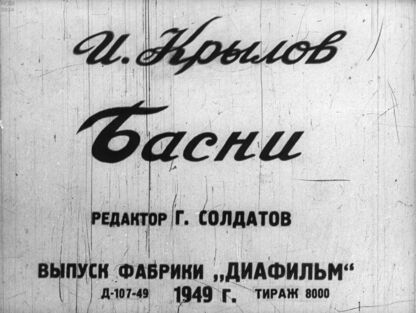 И. Крылов
Басни
РЕДАКТОР Г. СОЛДАТОВ
ВЫПУСК ФАБРИКИ „ДИАФИЛЬМ“
Д-107-49 1949 г. ТИРАЖ 8000